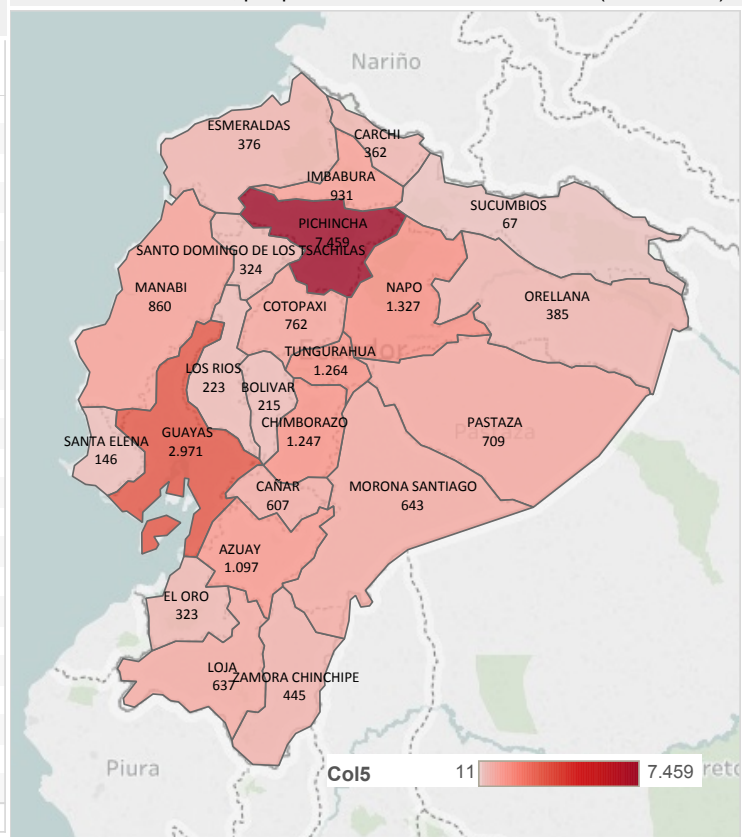 Nariño
ESMERALDAS
376
CARCHI
362
IMBABURA
931
SUCUMBIOS
67
PICHINCHA
7.459
SANTO DOMINGO DE LOS TSACHILAS
324
MANABI
860
NAPO
1.327
ORELLANA
385
COTOPAXI
762
TUNGURAHUA
1.264
LOS RIOS
223
BOLIVAR
215
CHIMBORAZO
1.247
PASTAZA
709
Pastaza
SANTA ELENA
146
GUAYAS
2.971
CAÑAR
607
MORONA SANTIAGO
643
AZUAY
1.097
EL ORO
323
LOJA
637
ZAMORA CHINCHIPE
445
Piura
Col5
11
7.459